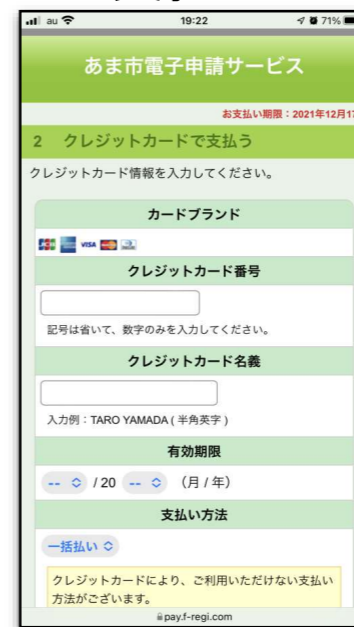 au 19:22 71%
あま市電子申請サービス
お支払い期限：2021年12月17
2 クレジットカードで支払う
クレジットカード情報を入力してください。
カードブランド
JCB VISA
クレジットカード番号
記号は省いて、数字のみを入力してください。
クレジットカード名義
入力例：TARO YAMADA ( 半角英字 )
有効期限
-- / 20 -- （月 / 年）
支払い方法
一括払い
クレジットカードにより、ご利用いただけない支払い
方法がございます。
pay.f-regi.com